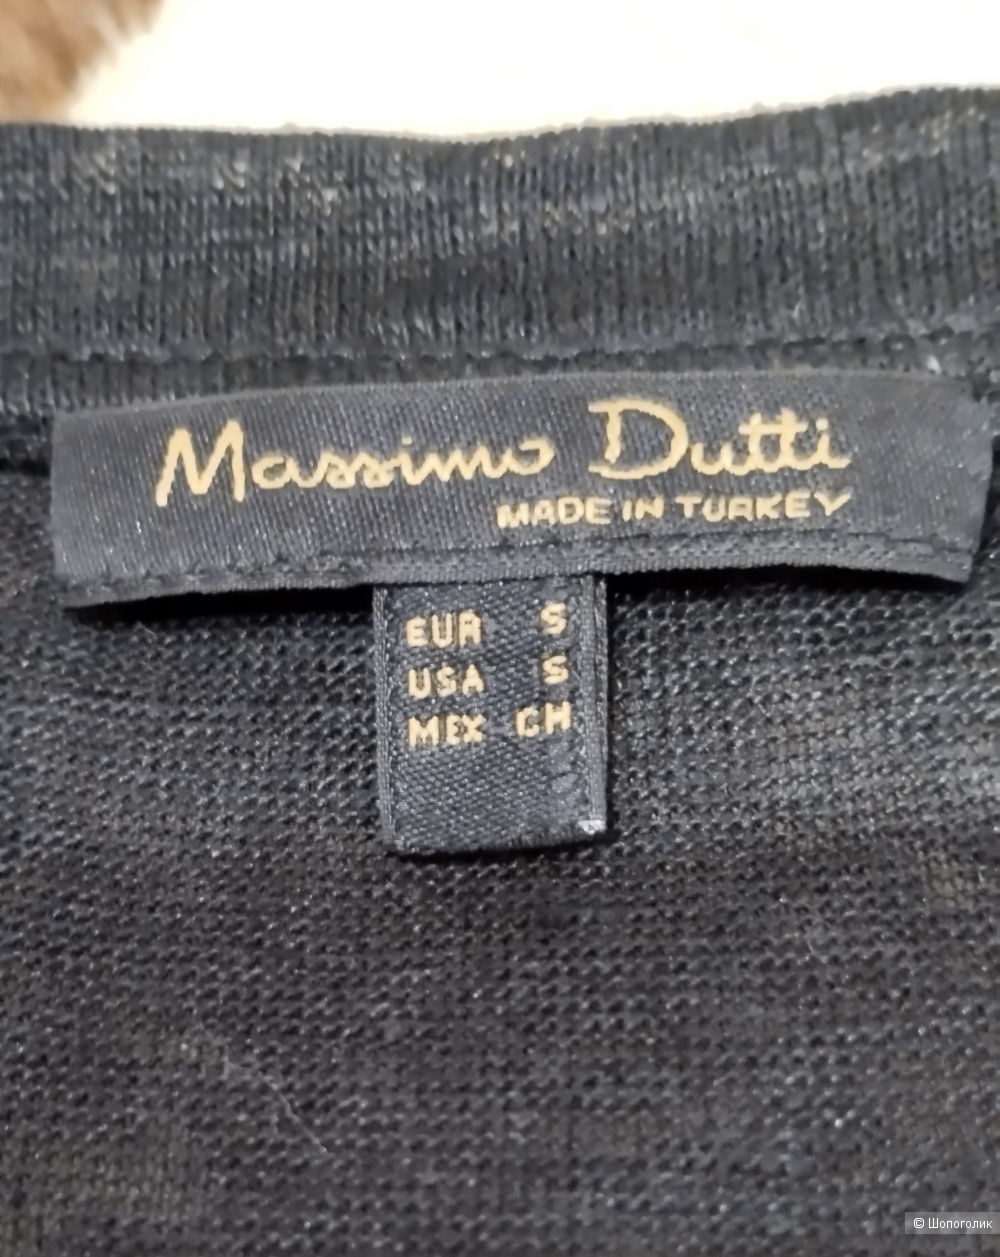 Massimo Dutti
MADE IN TURKEY
EUR S
USA S
MEX CH
© Шопоголик